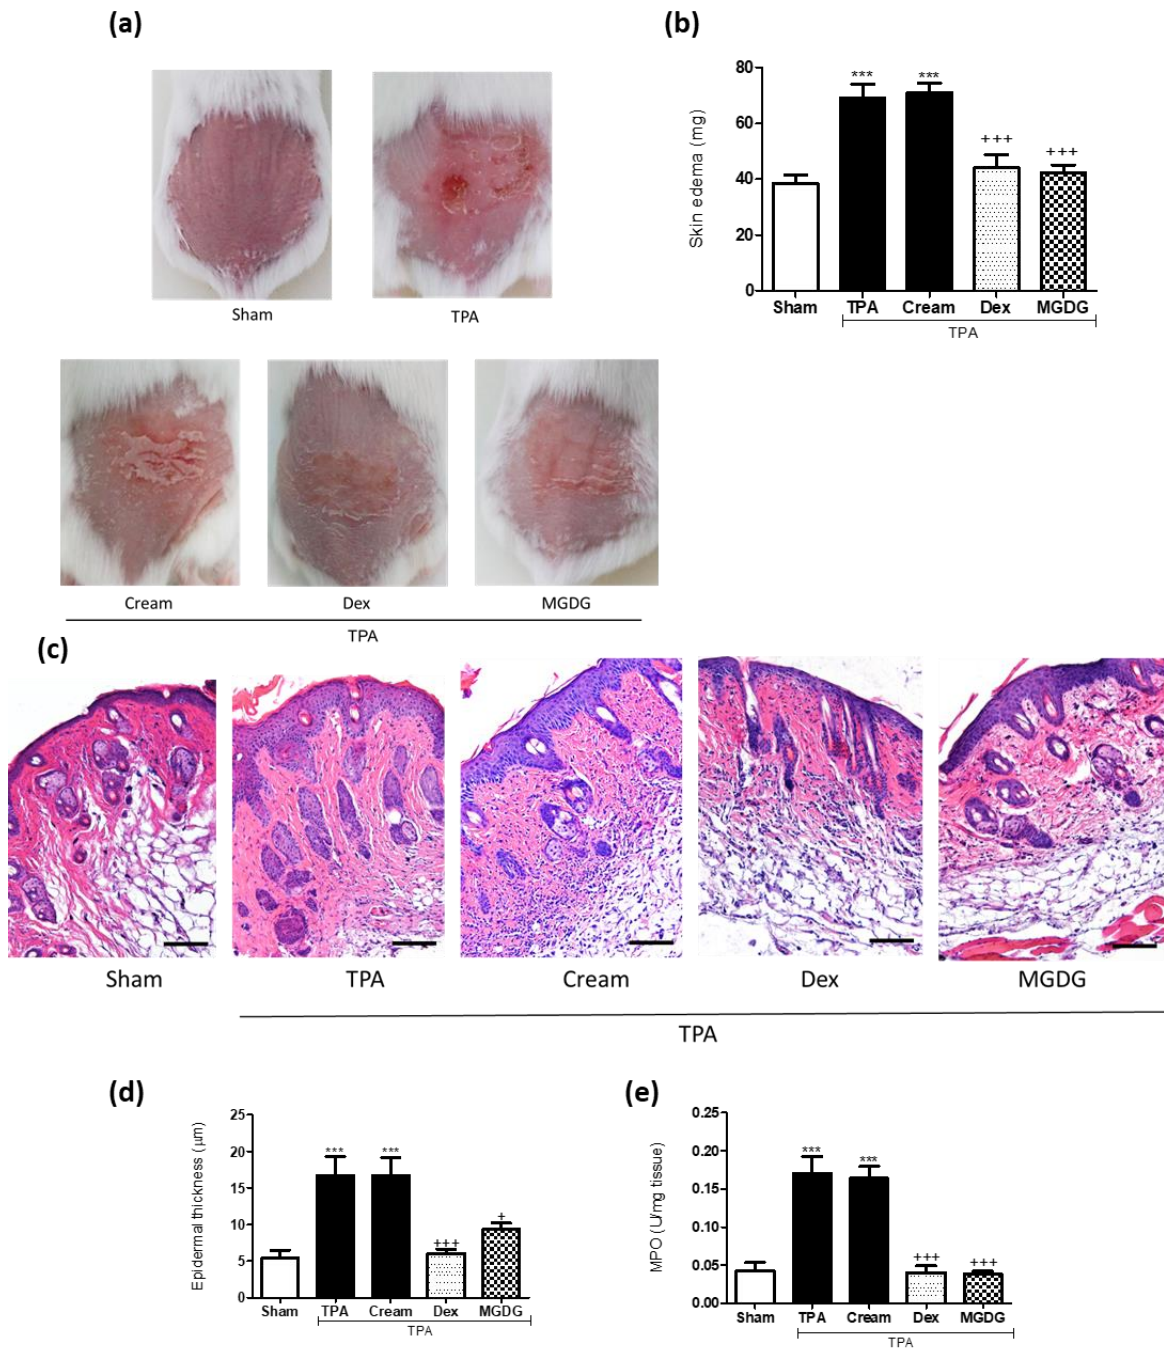 (a)
Sham
TPA
Cream
Dex
MGDG
TPA
(b)
Skin edema (mg)
80
60
40
20
0
***
***
+++
+++
Sham
TPA
Cream
Dex
MGDG
TPA
(c)
Sham
TPA
Cream
Dex
MGDG
TPA
(d)
Epidermal thickness (μm)
25
20
15
10
5
0
***
***
+++
+
Sham
TPA
Cream
Dex
MGDG
TPA
(e)
MPO (U/mg tissue)
0.25
0.20
0.15
0.10
0.05
0.00
***
***
+++
+++
Sham
TPA
Cream
Dex
MGDG
TPA